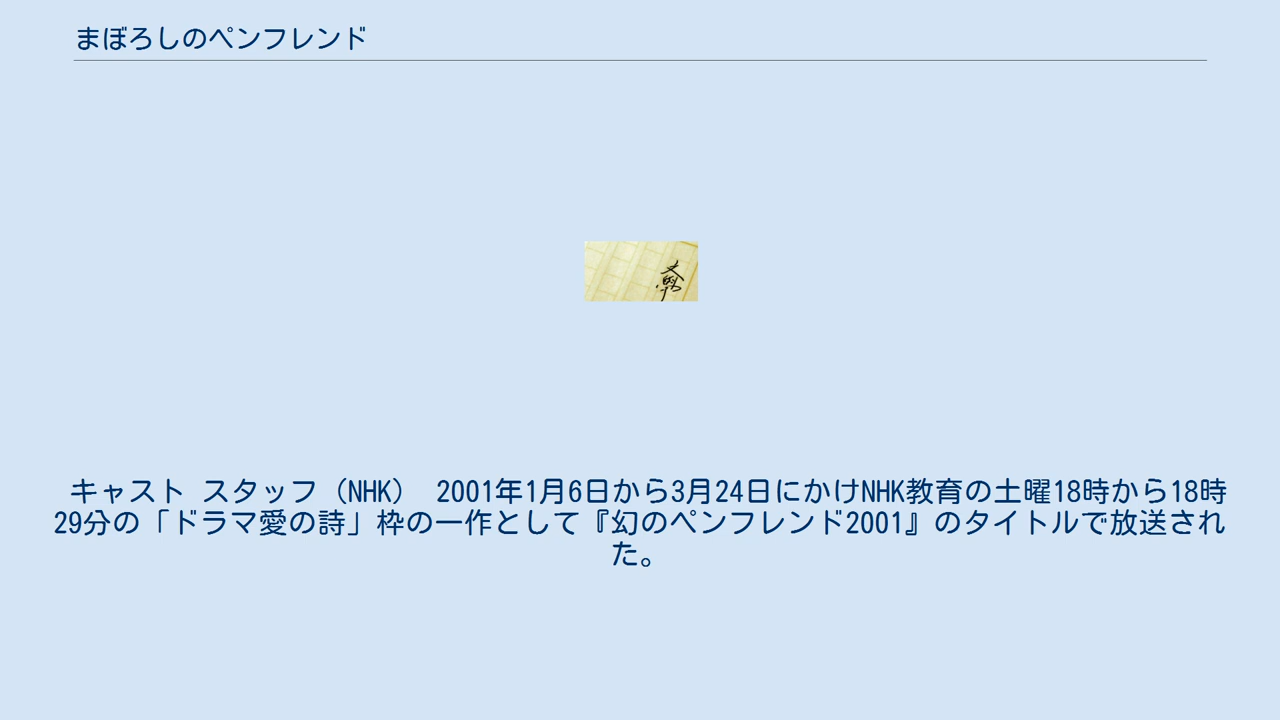 まぼろしのペンフレンド
キャスト スタッフ（NHK） 2001年1月6日から3月24日にかけNHK教育の土曜18時から18時
29分の「ドラマ愛の詩」枠の一作として『幻のペンフレンド2001』のタイトルで放送され
た。